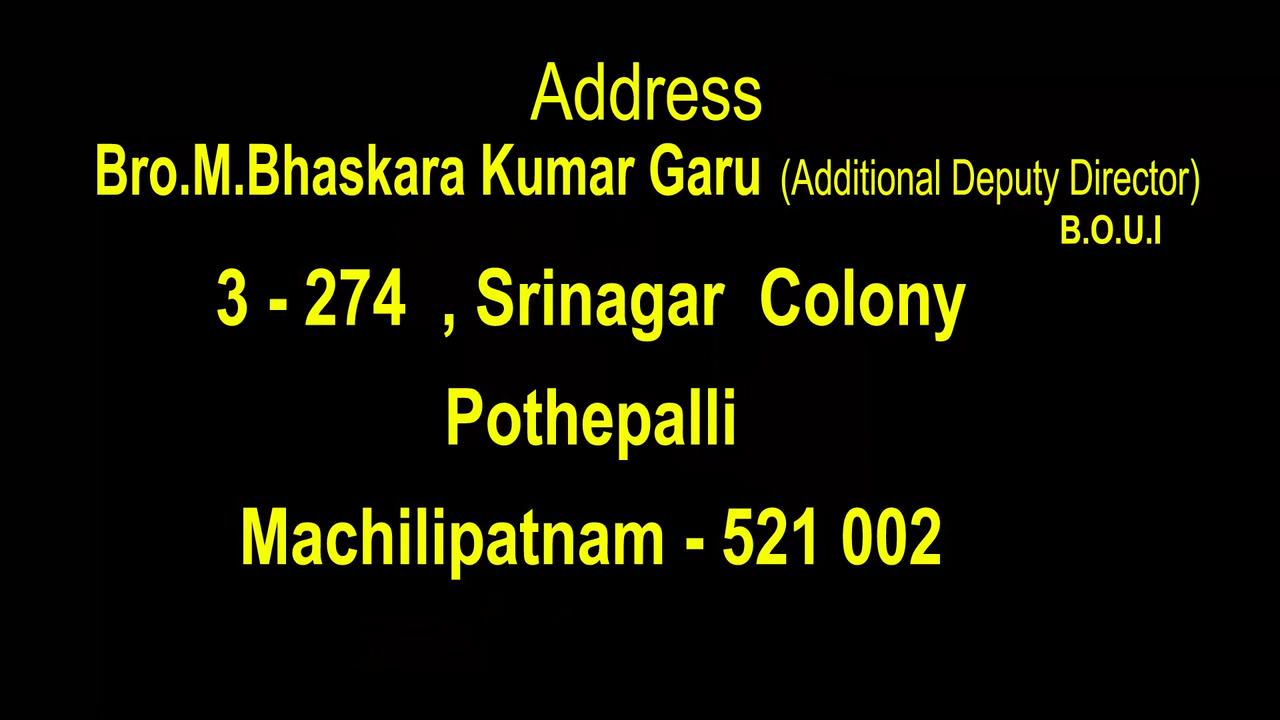 Address
Bro.M.Bhaskara Kumar Garu (Additional Deputy Director)
B.O.U.I
3 - 274 , Srinagar Colony
Pothepalli
Machilipatnam - 521 002